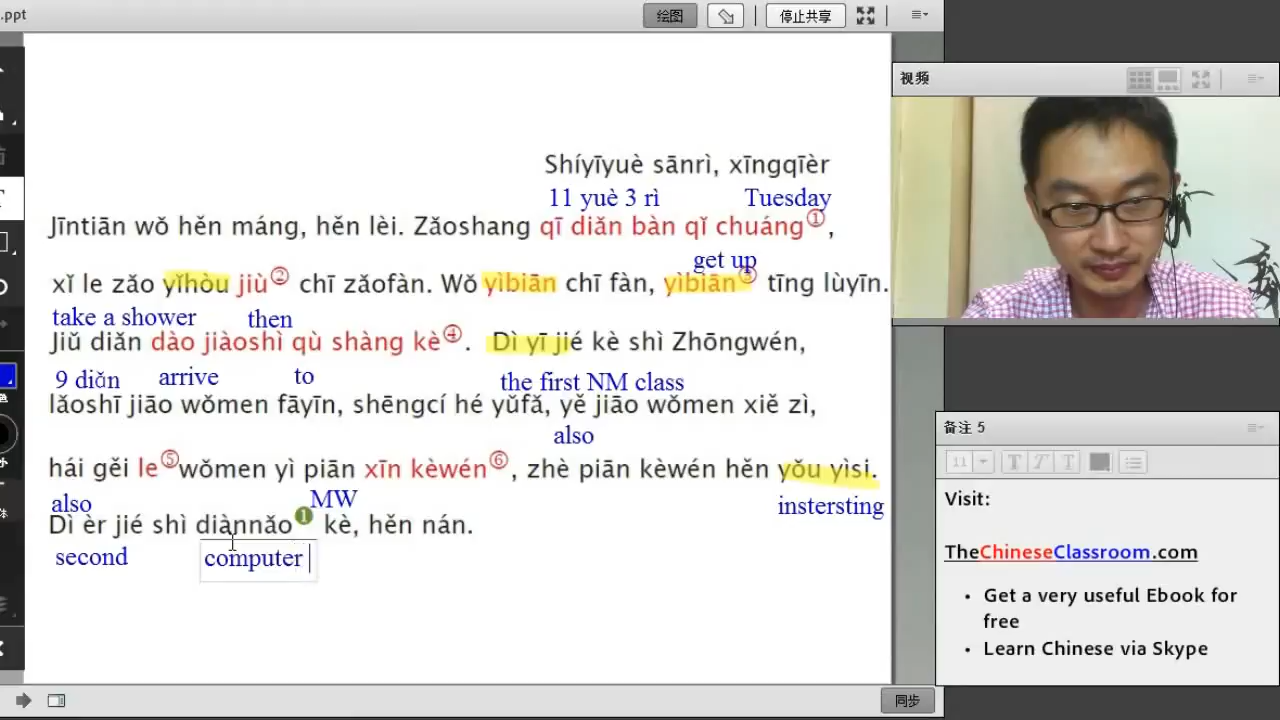 .ppt
绘图
停止共享
视频
Shíyīyuè sānrì, xīngqīèr
11 yuè 3 rì Tuesday
Jīntiān wǒ hěn máng, hěn lèi. Zǎoshang qī diǎn bàn qǐ chuáng①,
get up
xǐ le zǎo yǐhòu jiù② chī zǎofàn. Wǒ yìbiān chī fàn, yìbiān③ tīng lùyīn.
take a shower then
Jiǔ diǎn dào jiàoshì qù shàng kè④. Dì yī jié kè shì Zhōngwén,
9 diǎn arrive to the first NM class
lǎoshī jiāo wǒmen fāyīn, shēngcí hé yǔfǎ, yě jiāo wǒmen xiě zì,
also
hái gěi le⑤wǒmen yì piān xīn kèwén⑥, zhè piān kèwén hěn yǒu yìsi.
also MW instersting
Dì èr jié shì diànnǎo❶ kè, hěn nán.
second computer
备注 5
11
Visit:
TheChineseClassroom.com
• Get a very useful Ebook for
free
• Learn Chinese via Skype
同步